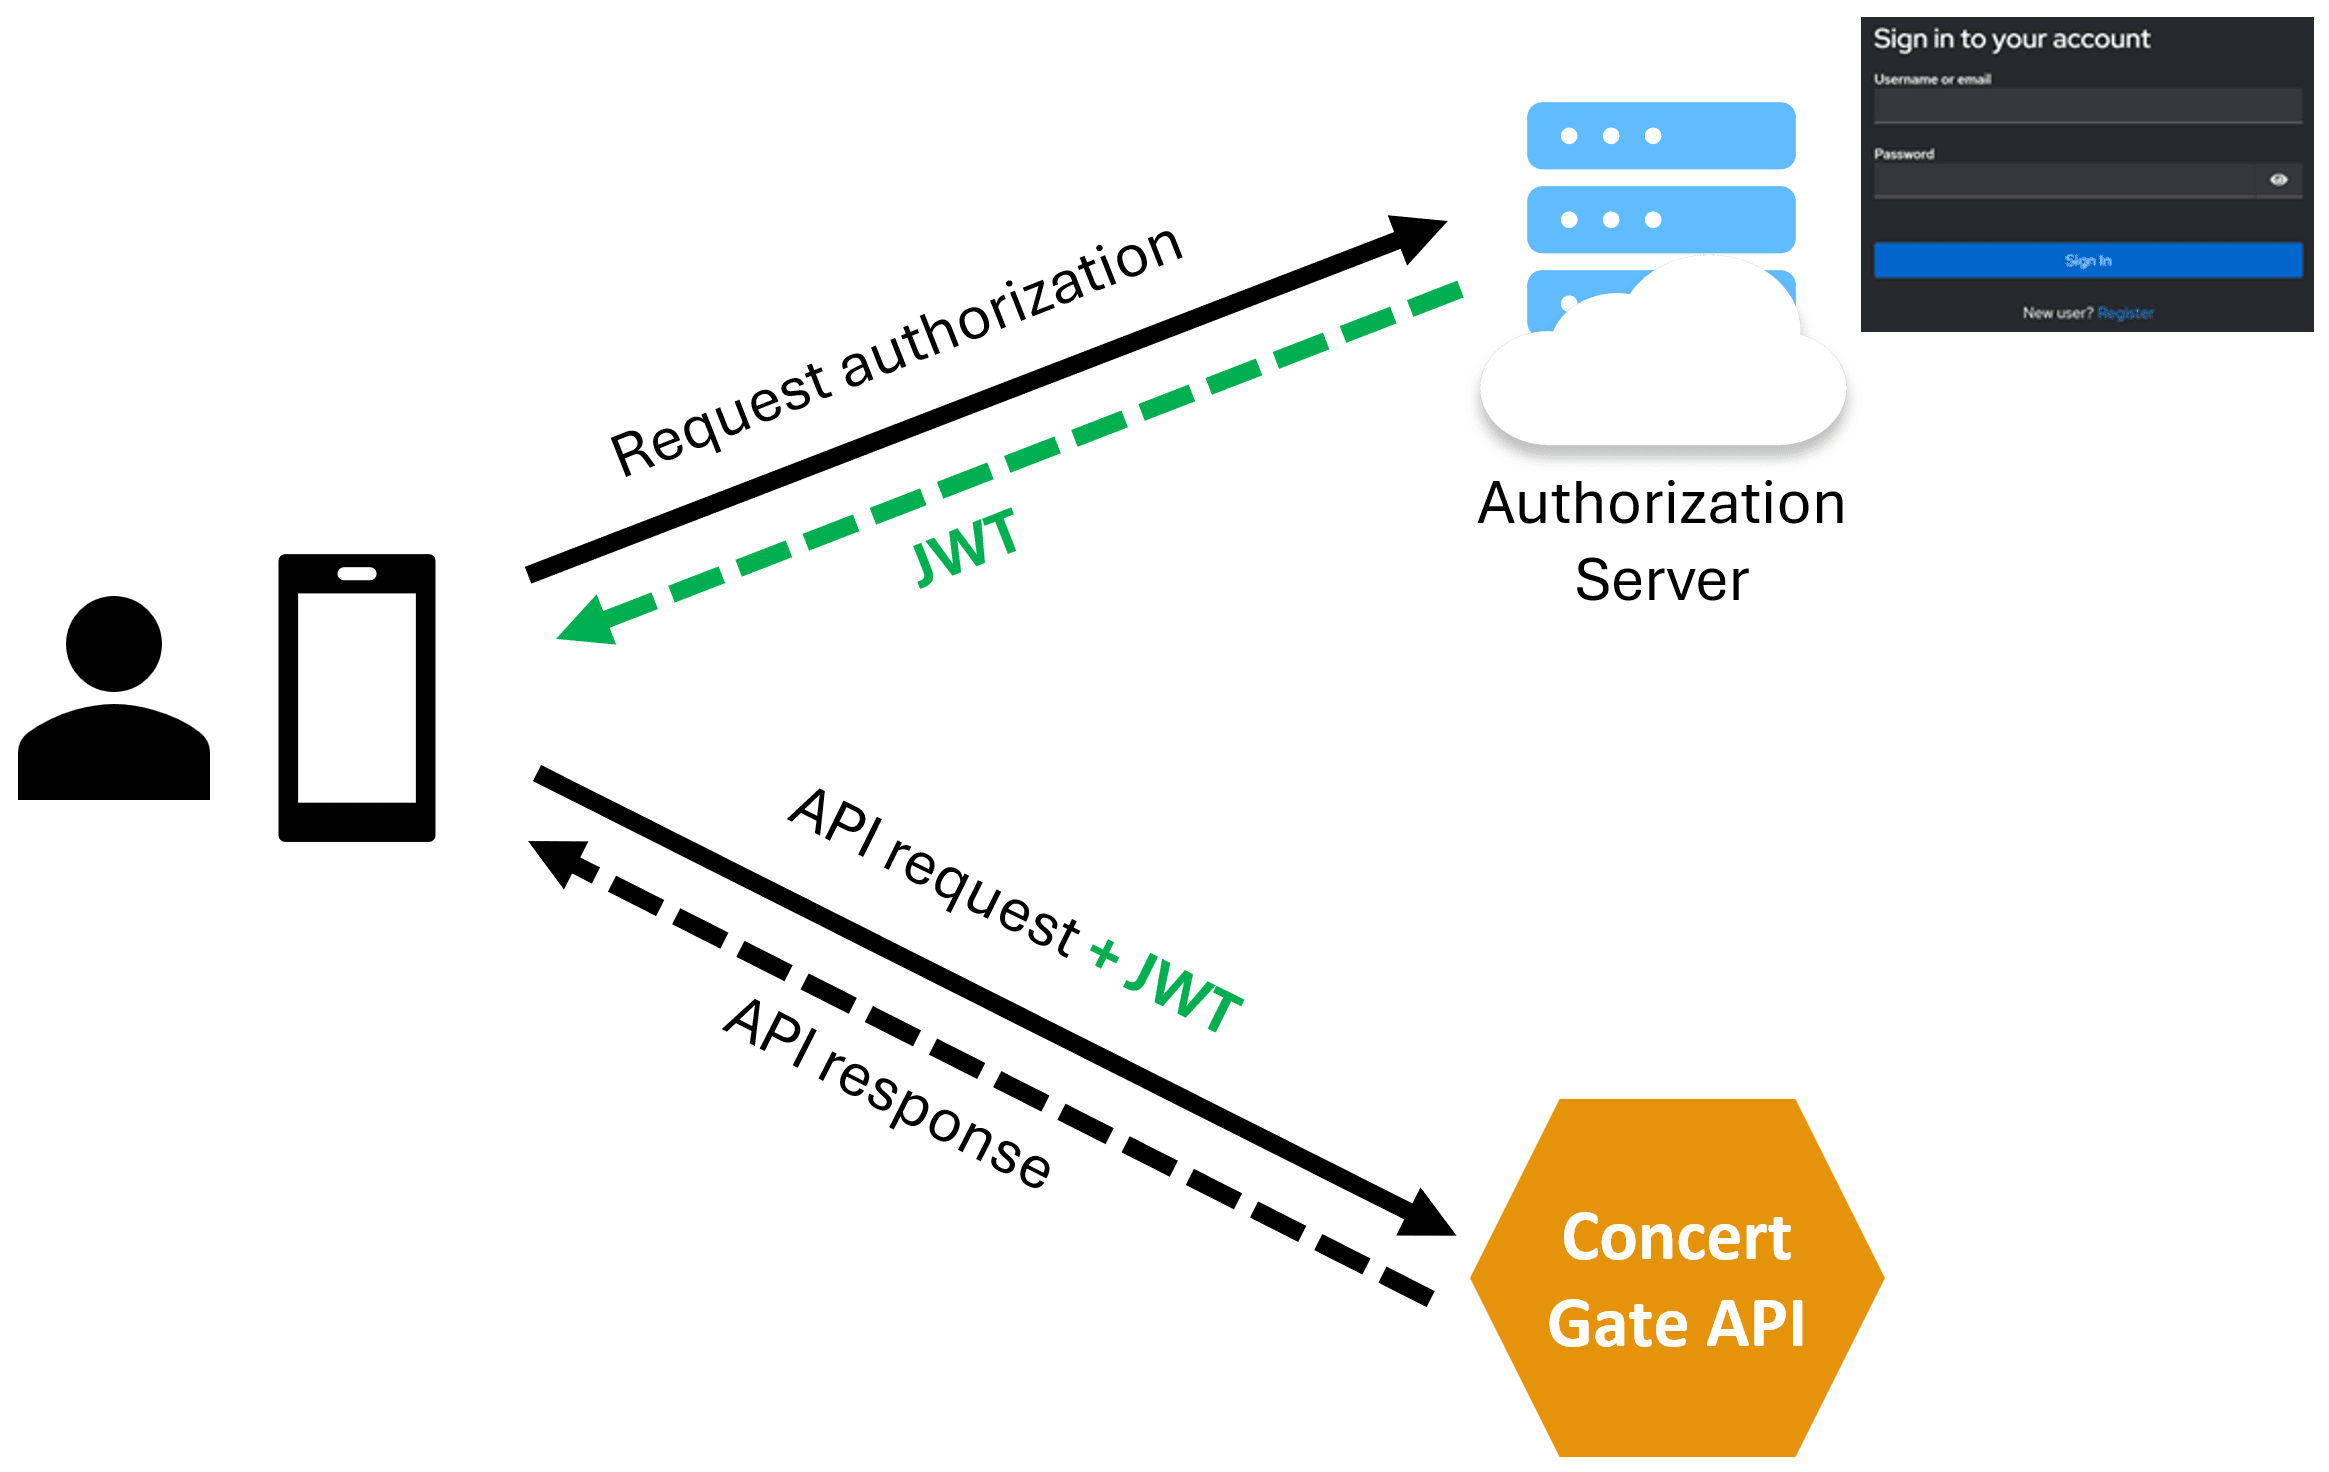 Sign in to your account
Username or email
Password
Sign In
New user? Register
Request authorization
JWT
Authorization
Server
API request + JWT
API response
Concert
Gate API